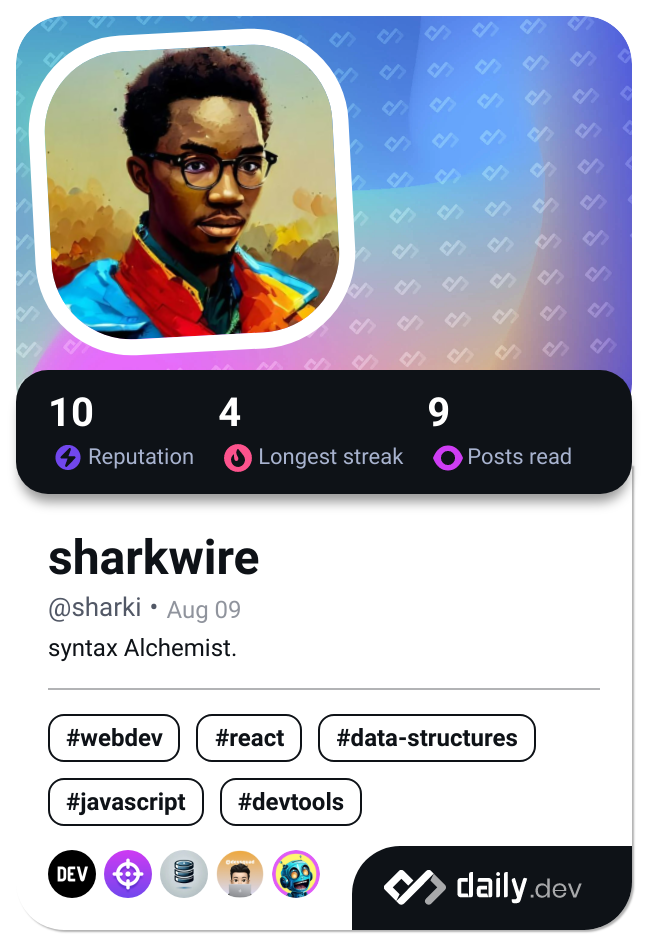 10 4 9
Reputation Longest streak Posts read
sharkwire
@sharki • Aug 09
syntax Alchemist.
#webdev #react #data-structures
#javascript #devtools
DEV
daily.dev